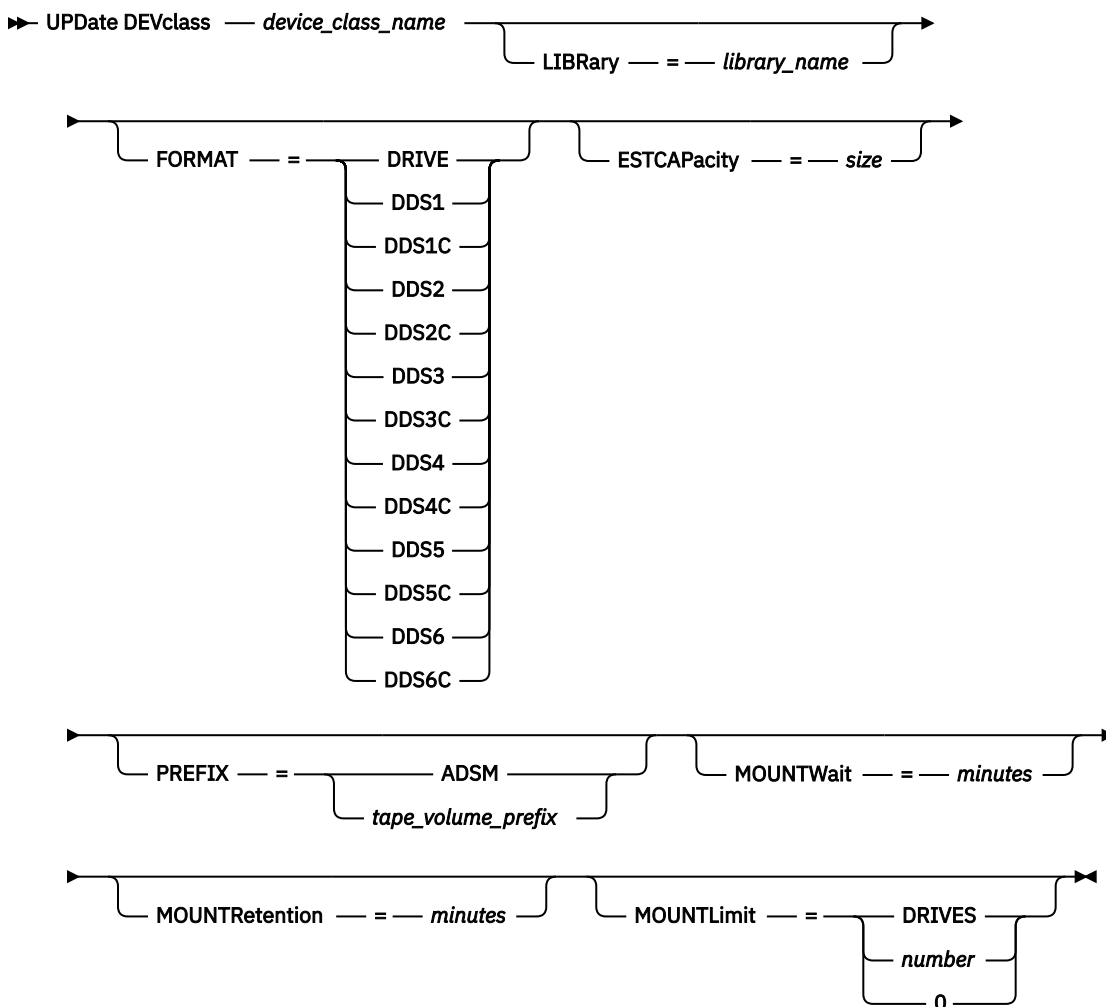 UPDate DEVclass — device_class_name
LIBRary — = — library_name
FORMAT — = DRIVE
DDS1
DDS1C
DDS2
DDS2C
DDS3
DDS3C
DDS4
DDS4C
DDS5
DDS5C
DDS6
DDS6C
ESTCAPacity — = — size
PREFIX — = ADSM
tape_volume_prefix
MOUNTWait — = — minutes
MOUNTRetention — = — minutes
MOUNTLimit — = DRIVES
number
0